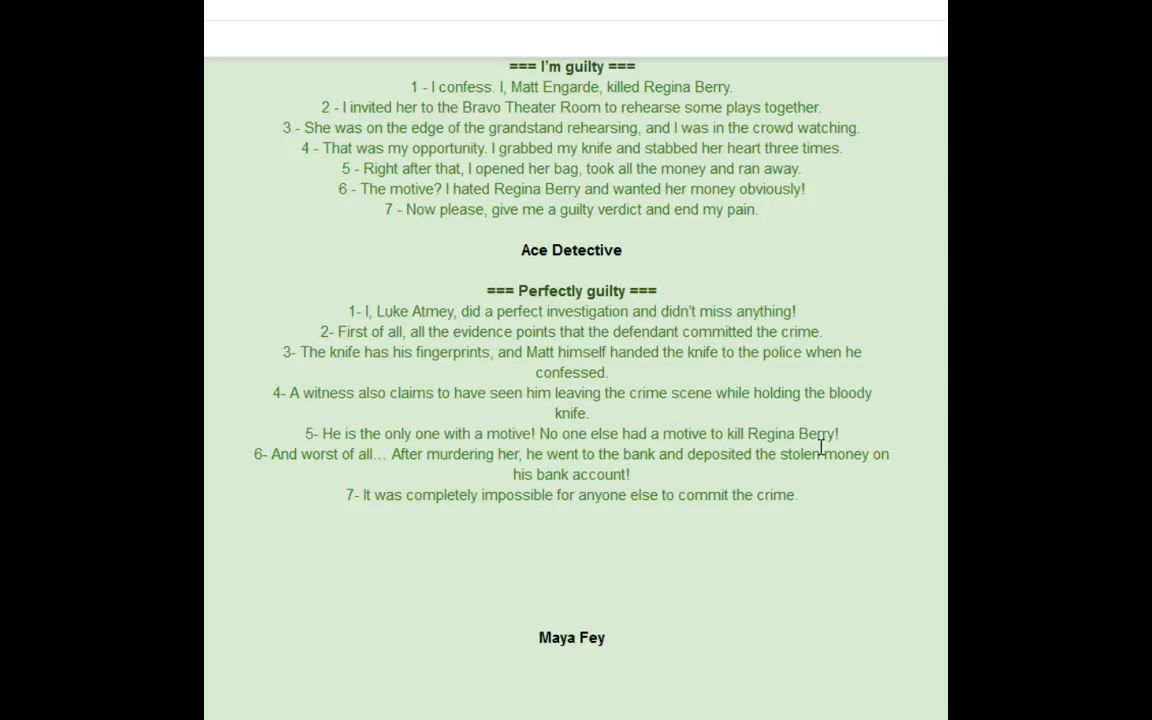 === I'm guilty ===
1 - I confess. I, Matt Engarde, killed Regina Berry.
2 - I invited her to the Bravo Theater Room to rehearse some plays together.
3 - She was on the edge of the grandstand rehearsing, and I was in the crowd watching.
4 - That was my opportunity. I grabbed my knife and stabbed her heart three times.
5 - Right after that, I opened her bag, took all the money and ran away.
6 - The motive? I hated Regina Berry and wanted her money obviously!
7 - Now please, give me a guilty verdict and end my pain.
Ace Detective
=== Perfectly guilty ===
1- I, Luke Atmey, did a perfect investigation and didn't miss anything!
2- First of all, all the evidence points that the defendant committed the crime.
3- The knife has his fingerprints, and Matt himself handed the knife to the police when he
confessed.
4- A witness also claims to have seen him leaving the crime scene while holding the bloody
knife.
5- He is the only one with a motive! No one else had a motive to kill Regina Berry!
6- And worst of all… After murdering her, he went to the bank and deposited the stolen money on
his bank account!
7- It was completely impossible for anyone else to commit the crime.
Maya Fey